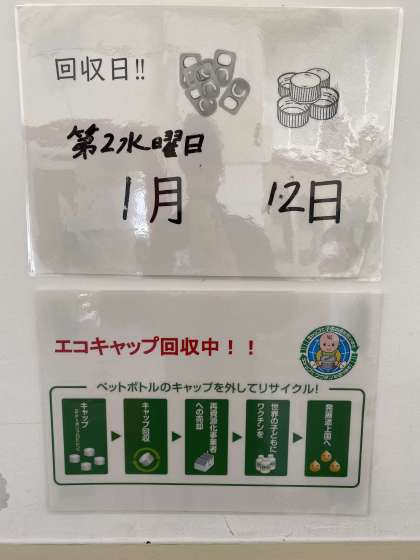 回収日!!
第2水曜日
1月 12日
エコキャップ回収中！！
ペットボトルのキャップを外してリサイクル!
キャップ
キャップ回収
再資源化事業者
への売却
世界の子どもに
ワクチンを
発展途上国へ